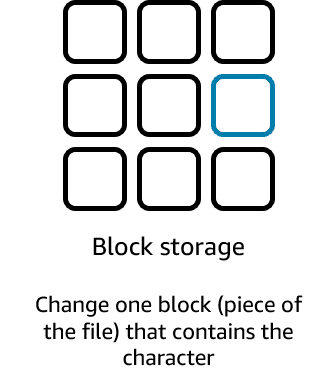 Block storage
Change one block (piece of
the file) that contains the
character